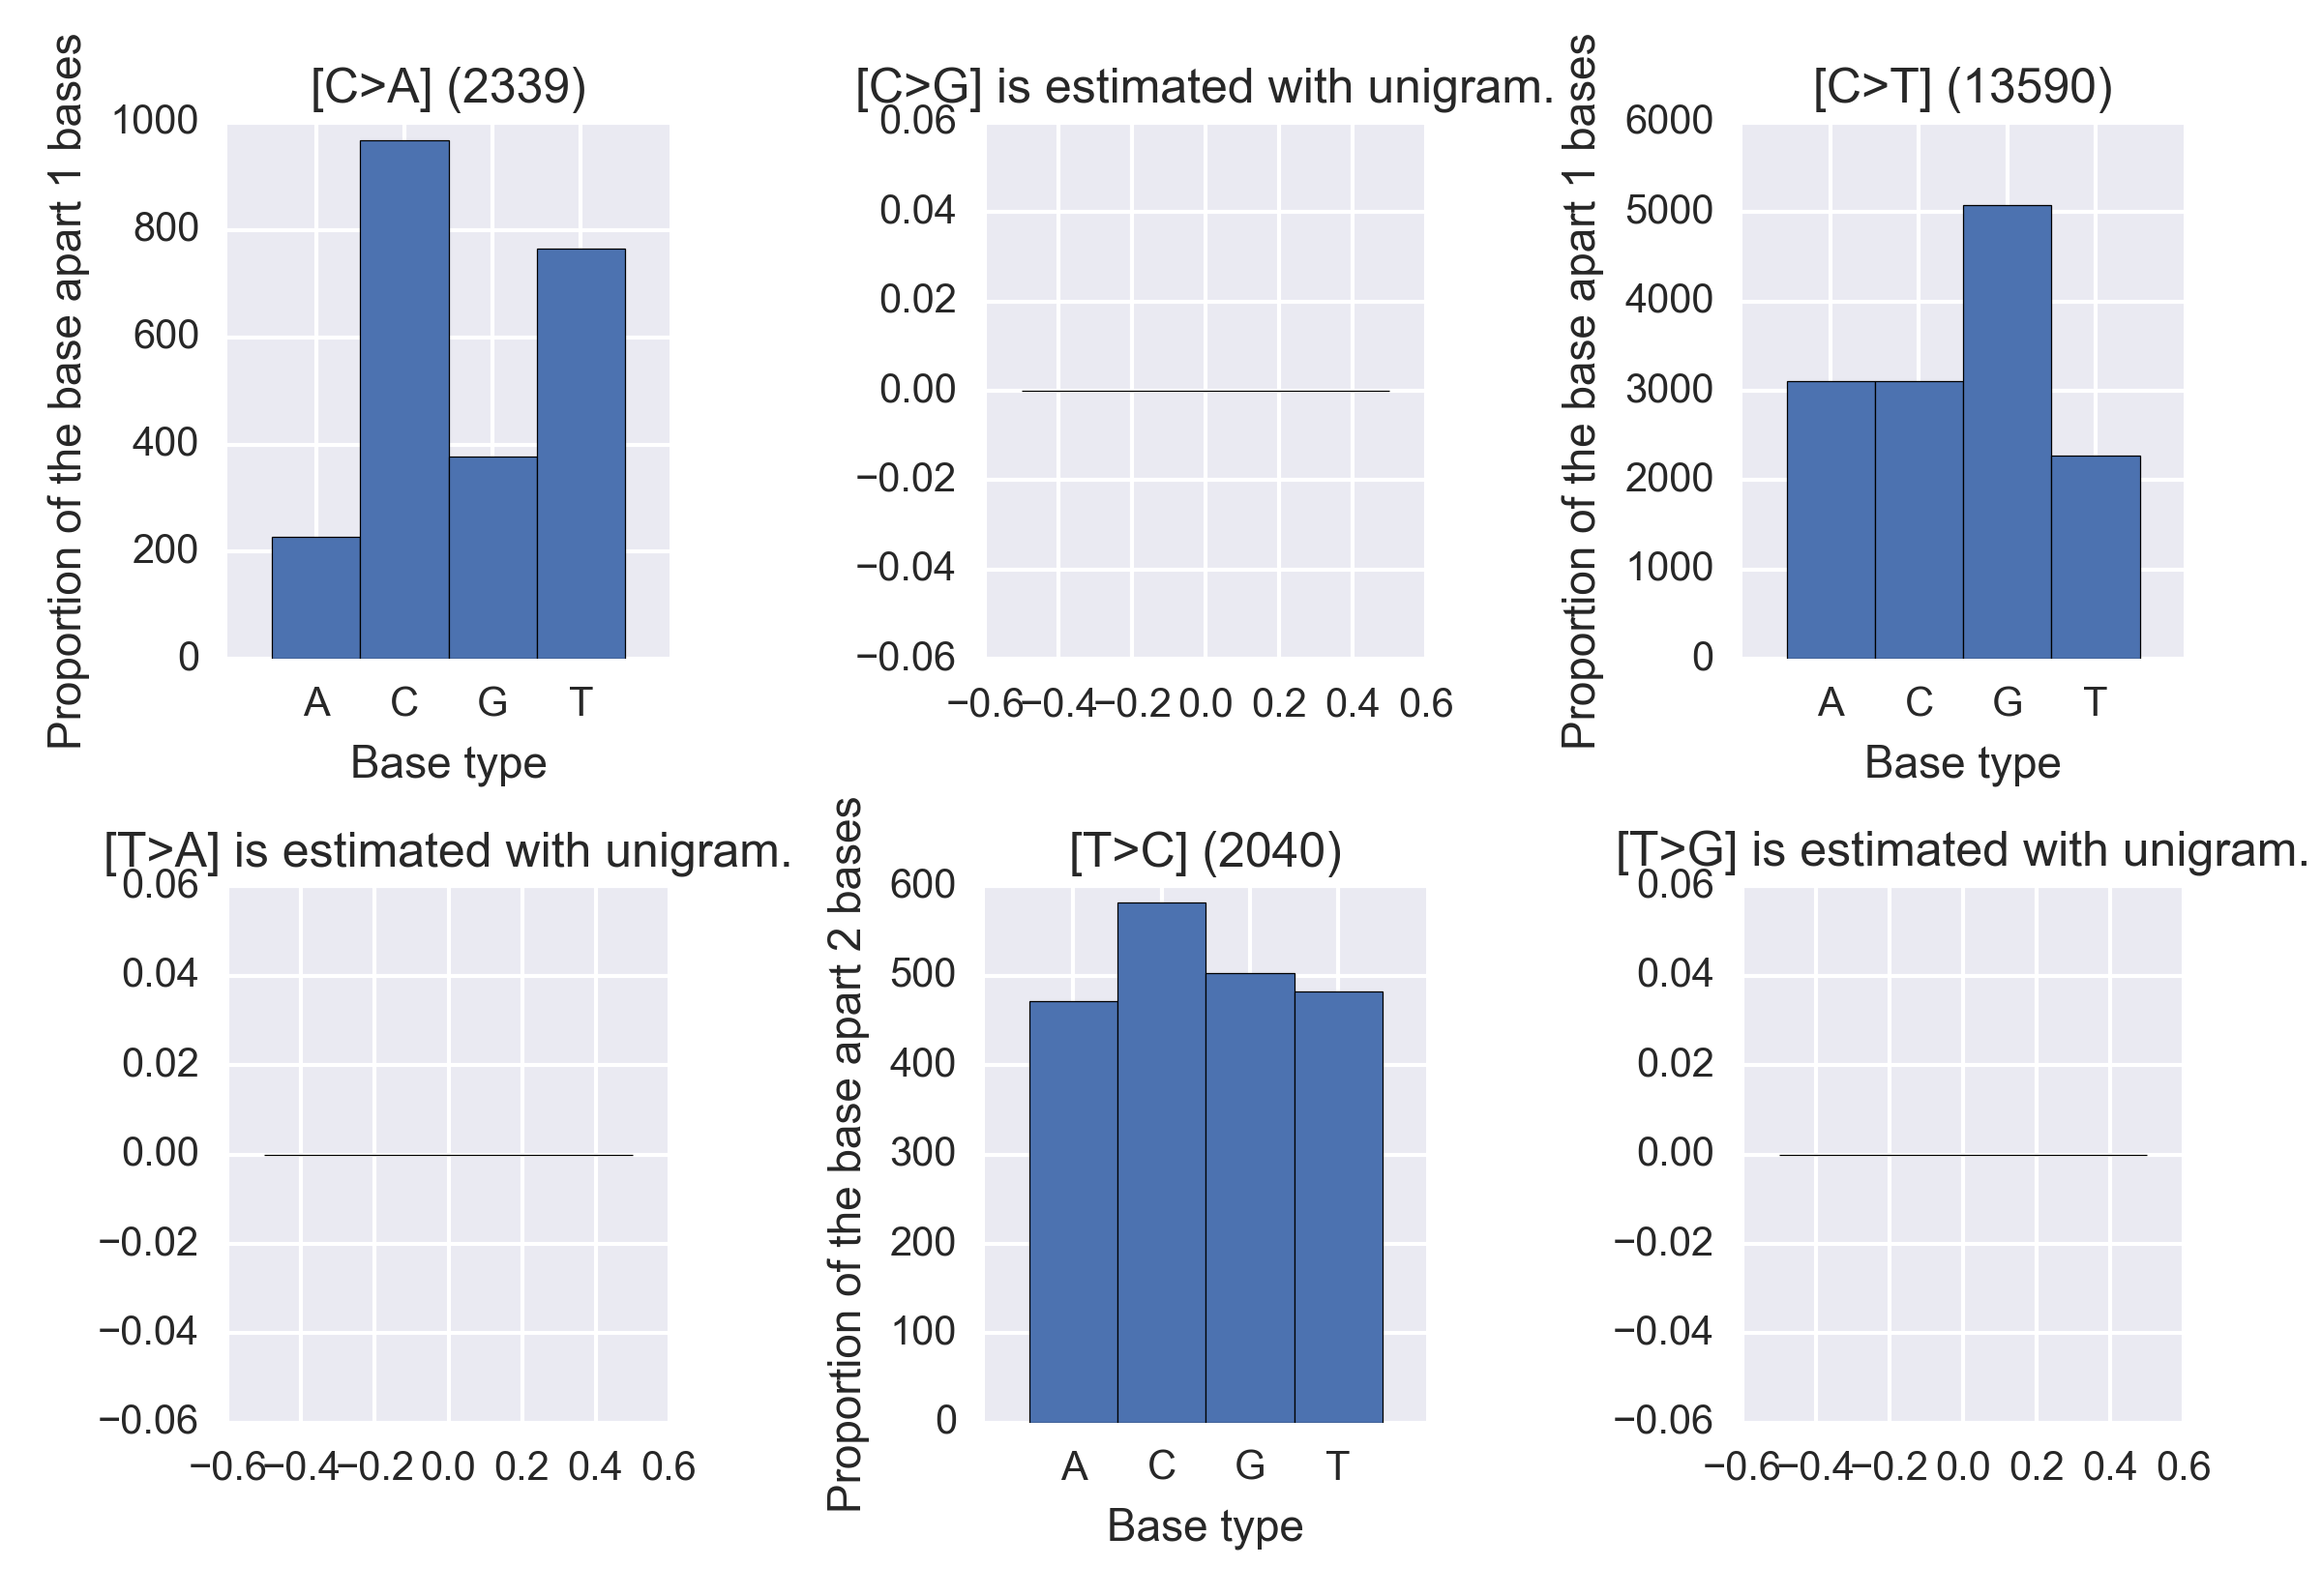 [C>A] (2339)
Proportion of the base apart 1 bases
1000
800
600
400
200
0
A C G T
Base type
[C>G] is estimated with unigram.
0.06
0.04
0.02
0.00
−0.02
−0.04
−0.06
−0.6 −0.4 −0.2 0.0 0.2 0.4 0.6
[C>T] (13590)
Proportion of the base apart 1 bases
6000
5000
4000
3000
2000
1000
0
A C G T
Base type
[T>A] is estimated with unigram.
0.06
0.04
0.02
0.00
−0.02
−0.04
−0.06
−0.6 −0.4 −0.2 0.0 0.2 0.4 0.6
[T>C] (2040)
Proportion of the base apart 2 bases
600
500
400
300
200
100
0
A C G T
Base type
[T>G] is estimated with unigram.
0.06
0.04
0.02
0.00
−0.02
−0.04
−0.06
−0.6 −0.4 −0.2 0.0 0.2 0.4 0.6